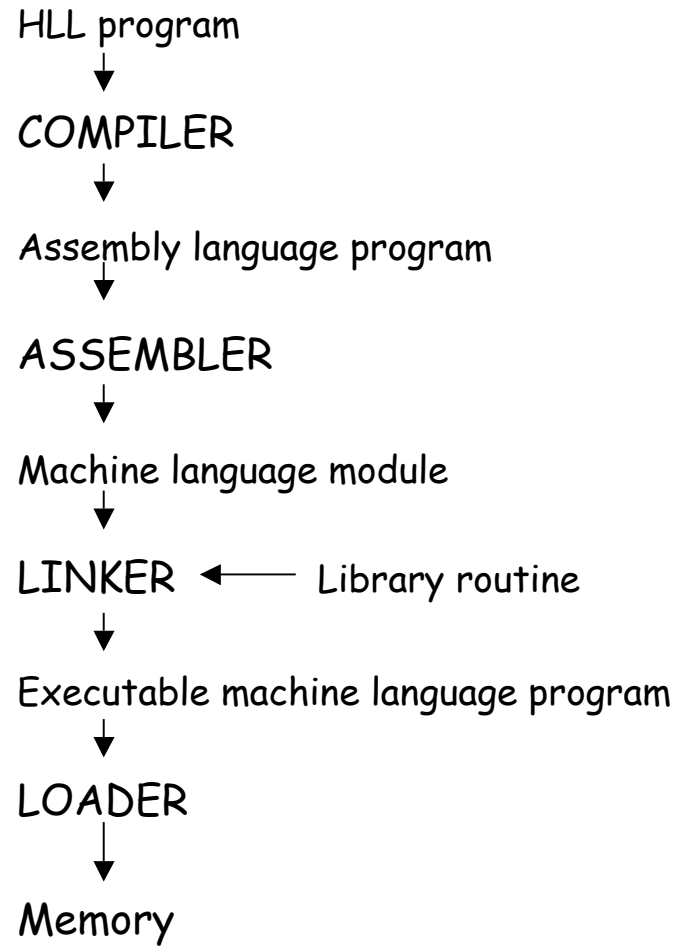 HLL program
COMPILER
Assembly language program
ASSEMBLER
Machine language module
LINKER Library routine
Executable machine language program
LOADER
Memory